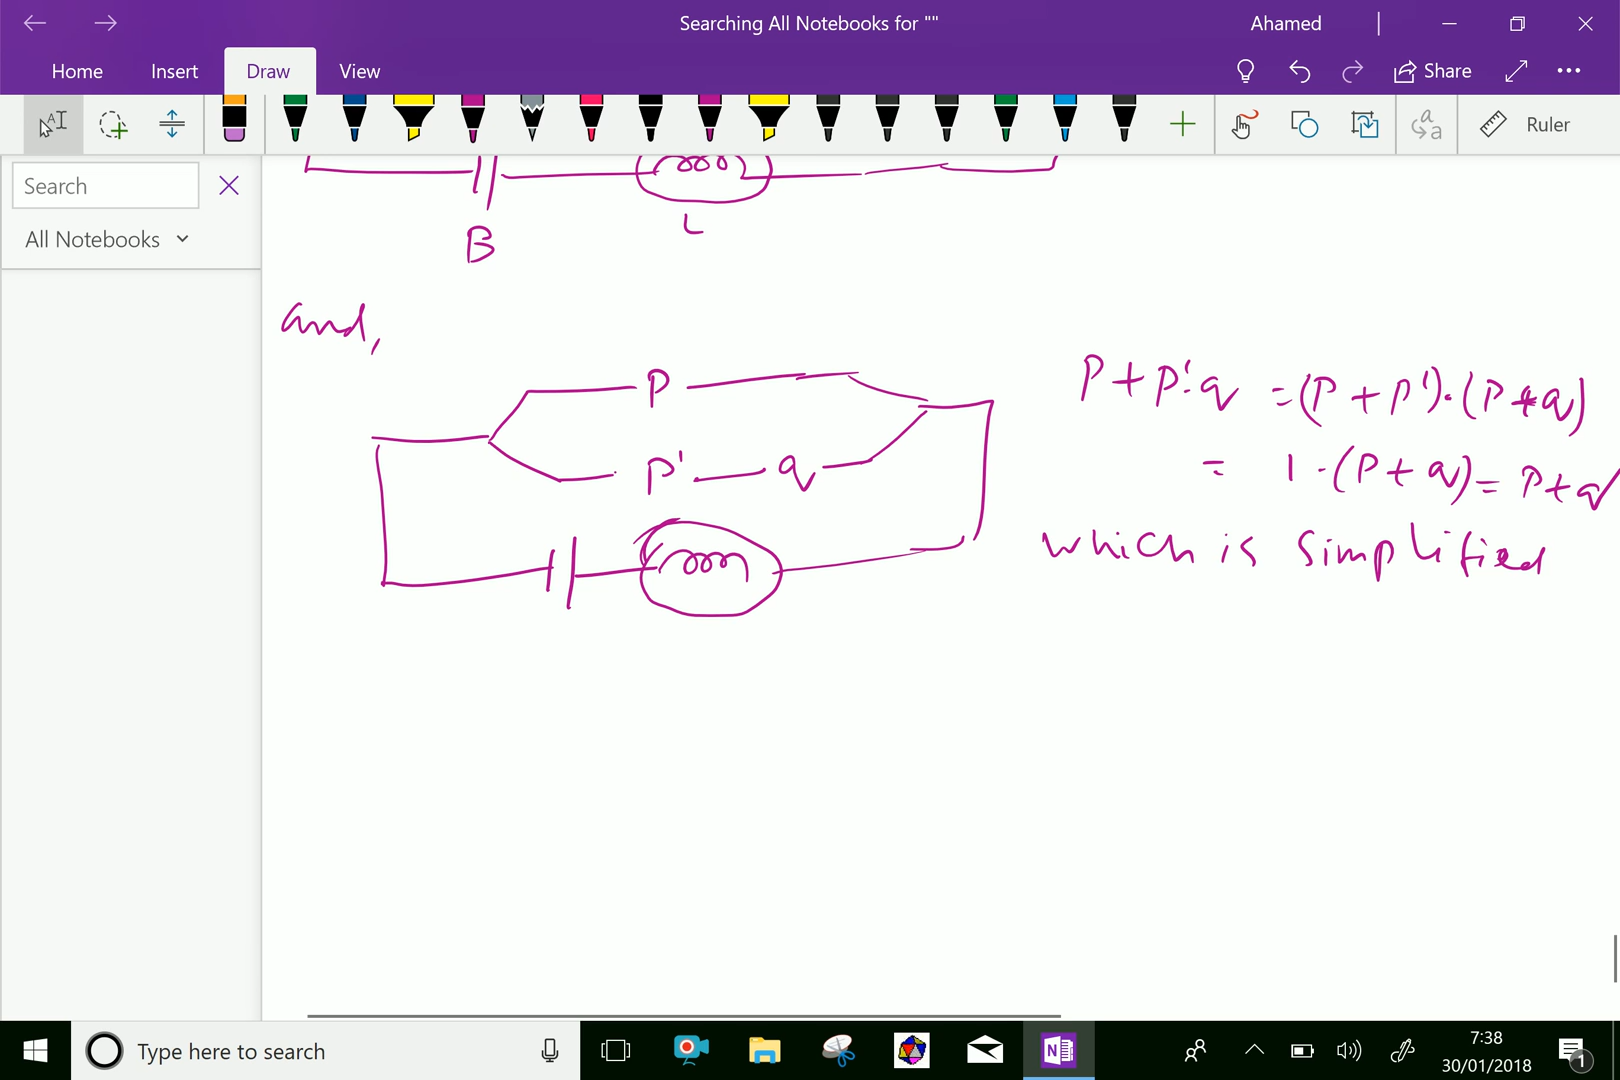 Searching All Notebooks for ""
Ahamed
Home Insert Draw View
Share
Ruler
Search
All Notebooks
B
L
and,
P
P' q
P + P'.q = (P + P').(P + q)
= 1.(P + q) = P + q
which is simplified
Type here to search
7:38
30/01/2018
1